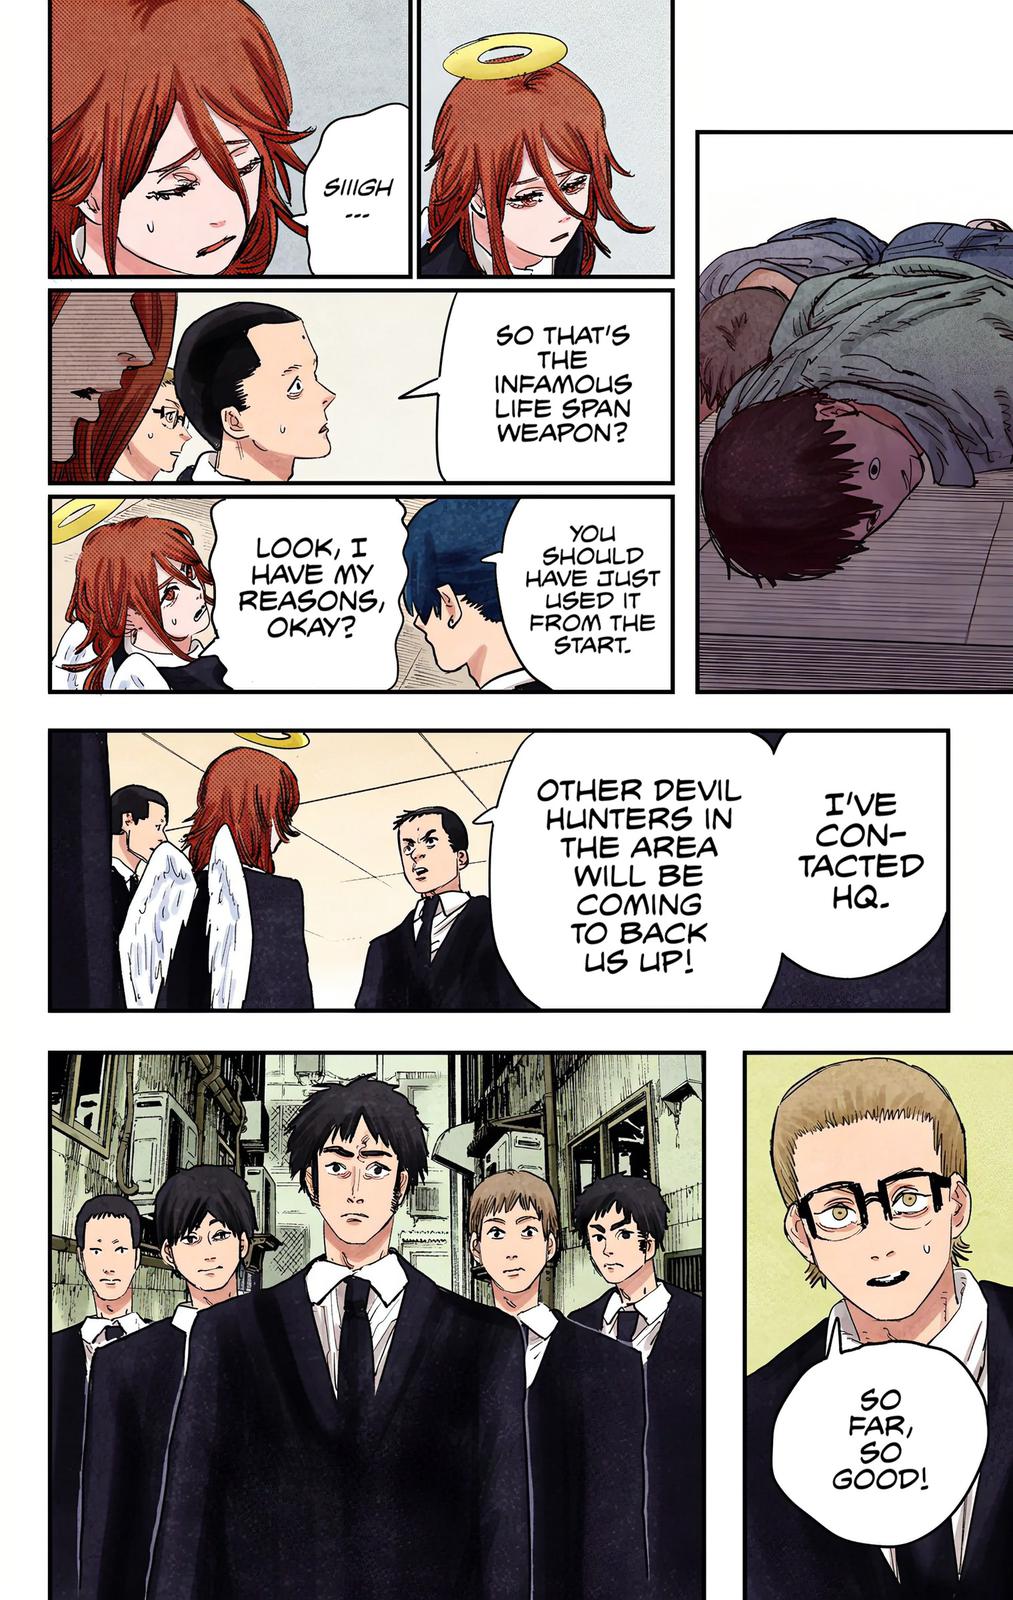 SIIIGH
...
SO THAT'S
THE
INFAMOUS
LIFE SPAN
WEAPON?
YOU
SHOULD
HAVE JUST
USED IT
FROM THE
START.
LOOK, I
HAVE MY
REASONS,
OKAY?
I'VE
CON-
TACTED
HQ.
OTHER DEVIL
HUNTERS IN
THE AREA
WILL BE
COMING
TO BACK
US UP!
SO
FAR,
SO
GOOD!